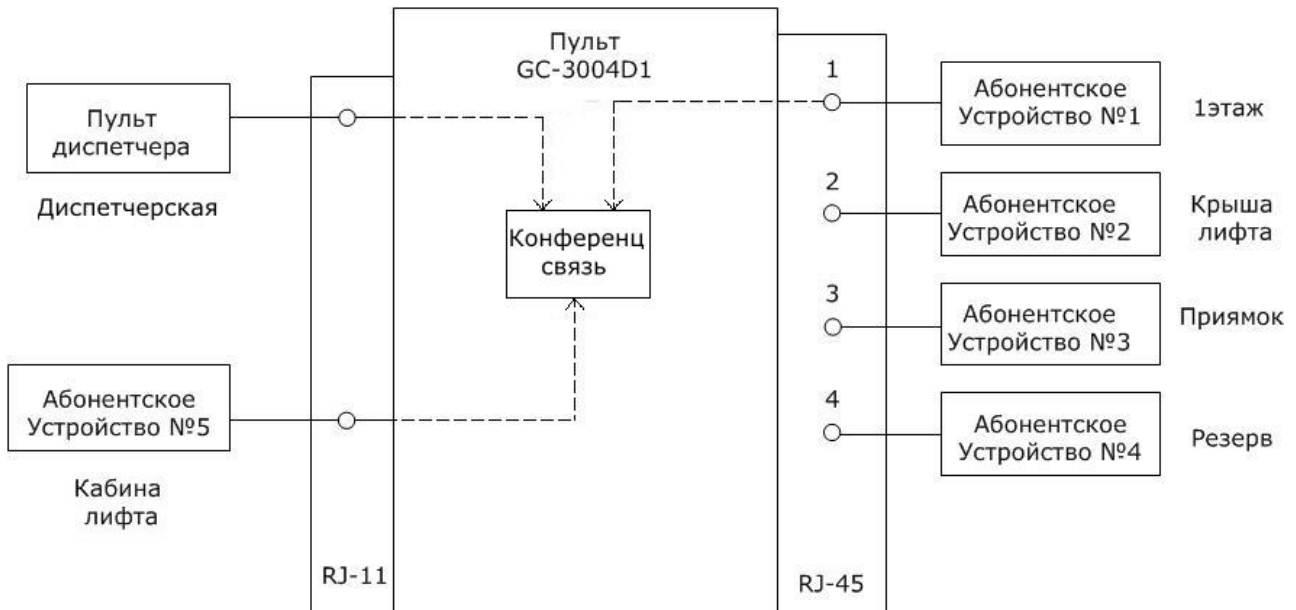 Пульт
GC-3004D1
Пульт
диспетчера
Диспетчерская
Абонентское
Устройство №5
Кабина
лифта
RJ-11
Конференц
связь
1
2
3
4
RJ-45
Абонентское
Устройство №1
1этаж
Абонентское
Устройство №2
Крыша
лифта
Абонентское
Устройство №3
Приямок
Абонентское
Устройство №4
Резерв